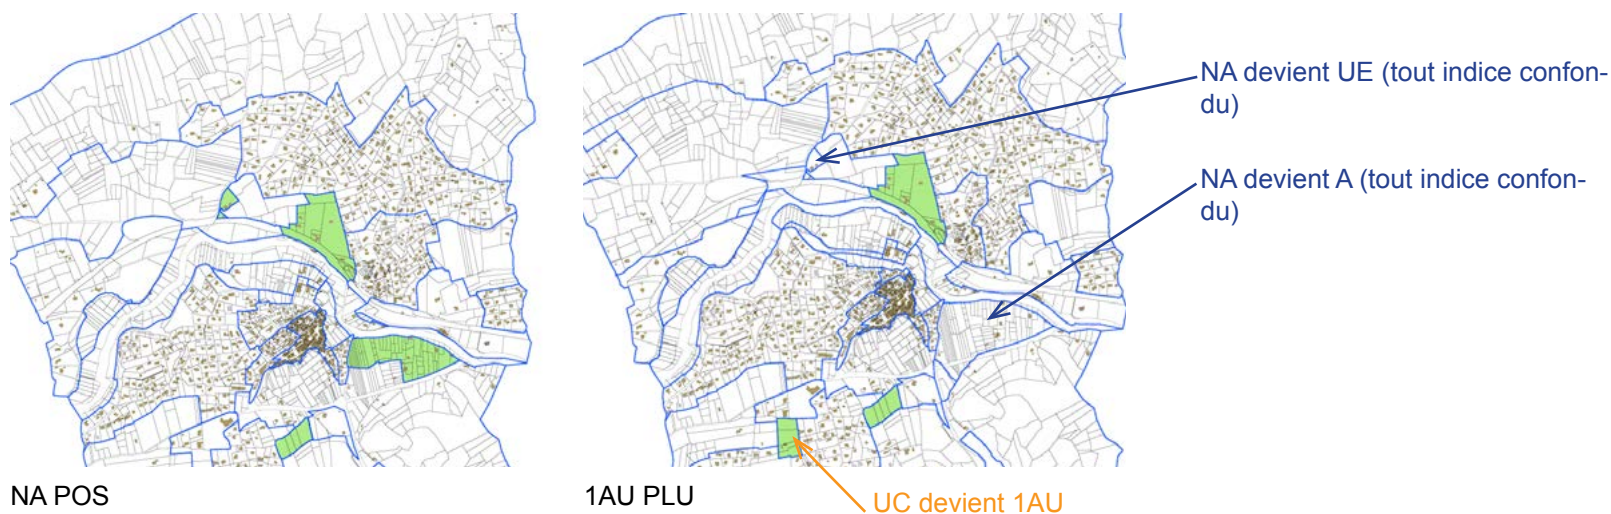 NA devient UE (tout indice confon-
du)
NA devient A (tout indice confon-
du)
NA POS
1AU PLU
UC devient 1AU